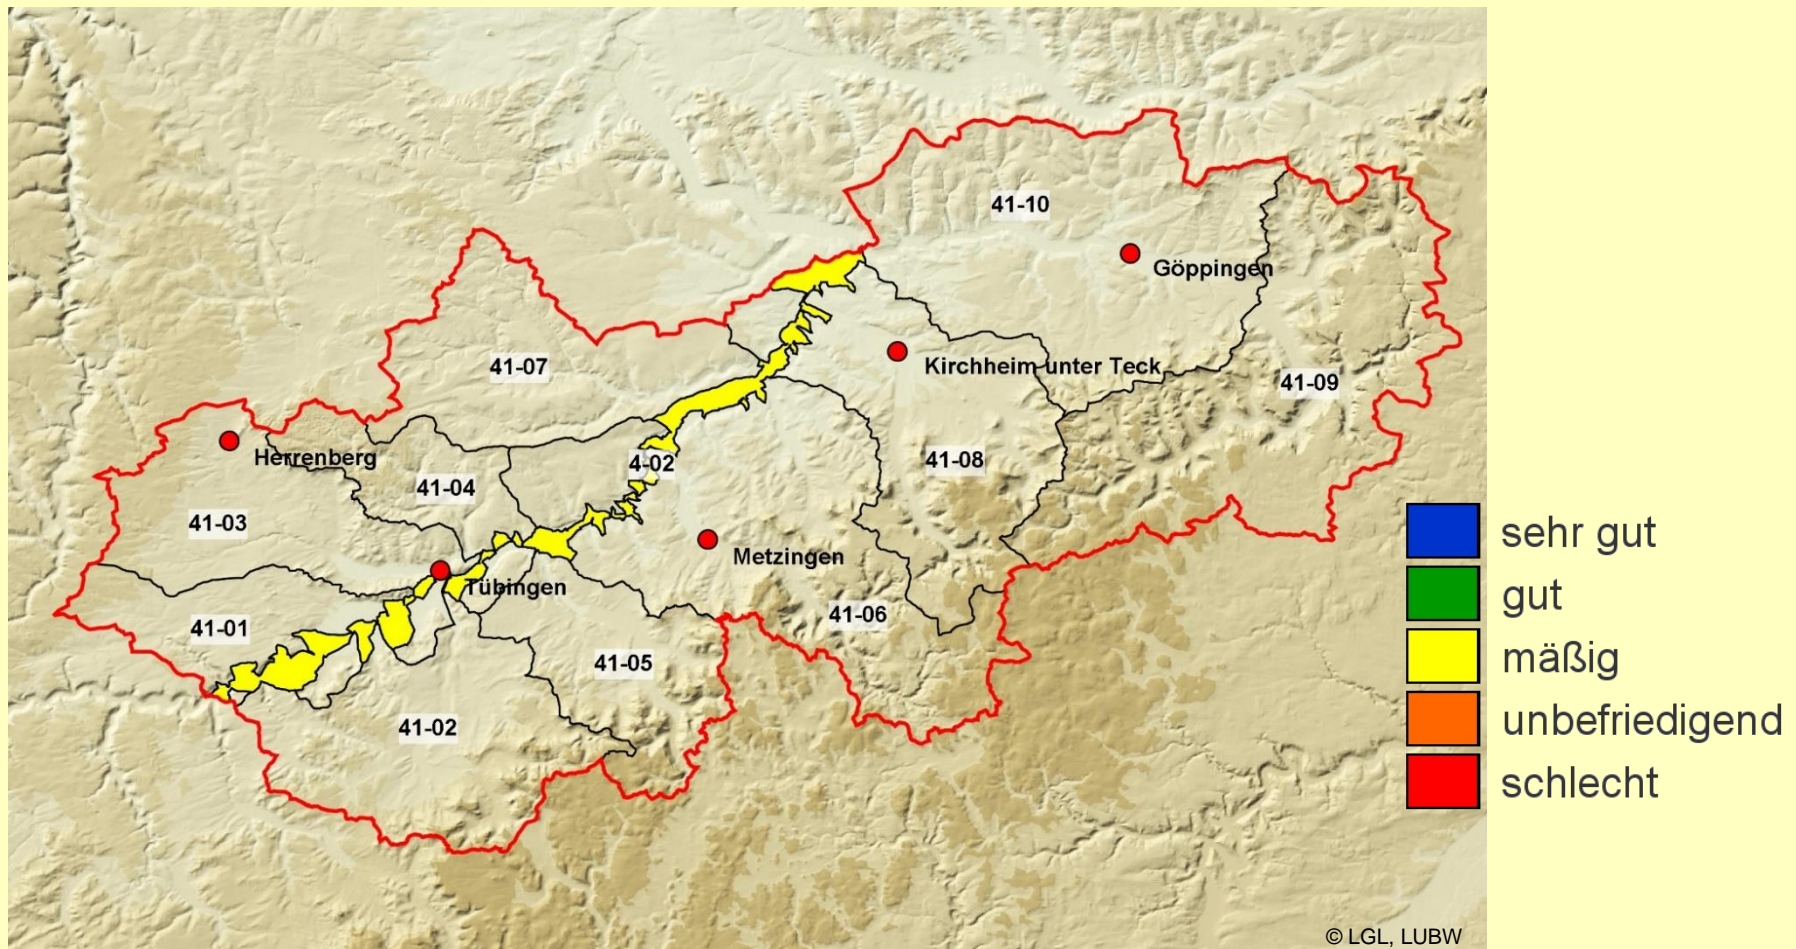 41-10
Göppingen
41-07
Kirchheim unter Teck
41-09
Herrenberg
4-02
41-08
41-04
41-03
sehr gut
Metzingen
Tübingen
gut
41-06
41-01
41-05
mäßig
41-02
unbefriedigend
schlecht
© LGL, LUBW